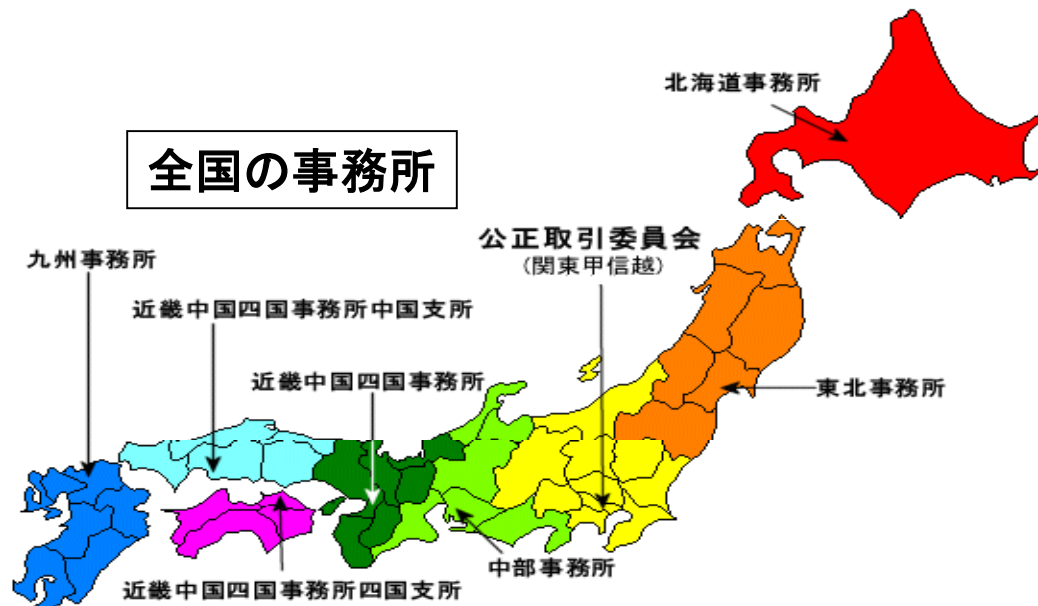 北海道事務所
全国の事務所
公正取引委員会
(関東甲信越)
九州事務所
近畿中国四国事務所中国支所
近畿中国四国事務所
東北事務所
中部事務所
近畿中国四国事務所四国支所